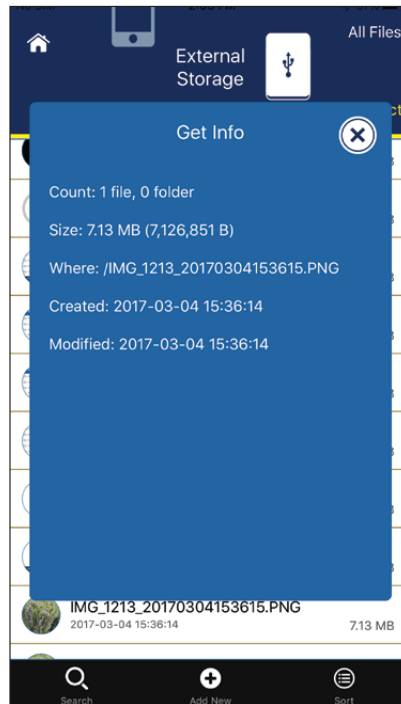 All Files
External
Storage
Get Info
Count: 1 file, 0 folder
Size: 7.13 MB (7,126,851 B)
Where: /IMG_1213_20170304153615.PNG
Created: 2017-03-04 15:36:14
Modified: 2017-03-04 15:36:14
IMG_1213_20170304153615.PNG
2017-03-04 15:36:14
7.13 MB
Search
Add New
Sort